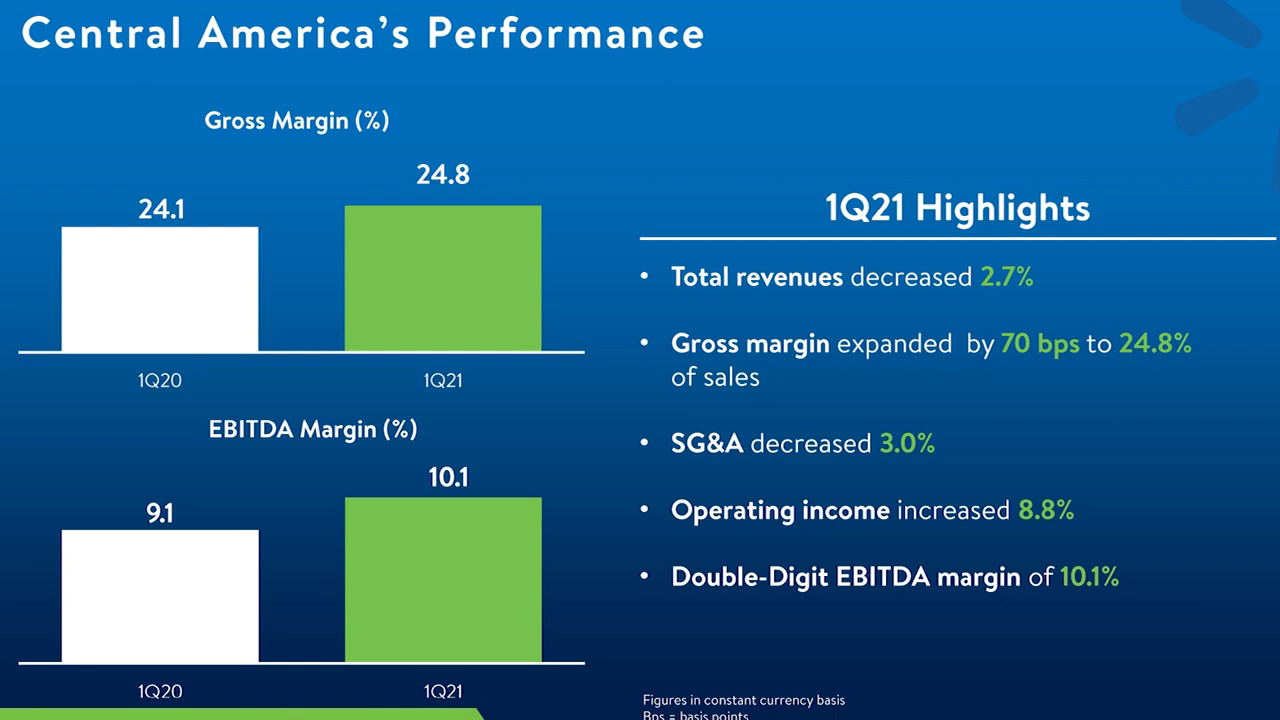 Central America’s Performance
Gross Margin (%)
24.1
24.8
1Q20
1Q21
EBITDA Margin (%)
9.1
10.1
1Q20
1Q21
1Q21 Highlights
• Total revenues decreased 2.7%
• Gross margin expanded by 70 bps to 24.8%
of sales
• SG&A decreased 3.0%
• Operating income increased 8.8%
• Double-Digit EBITDA margin of 10.1%
Figures in constant currency basis
Bps = basis points